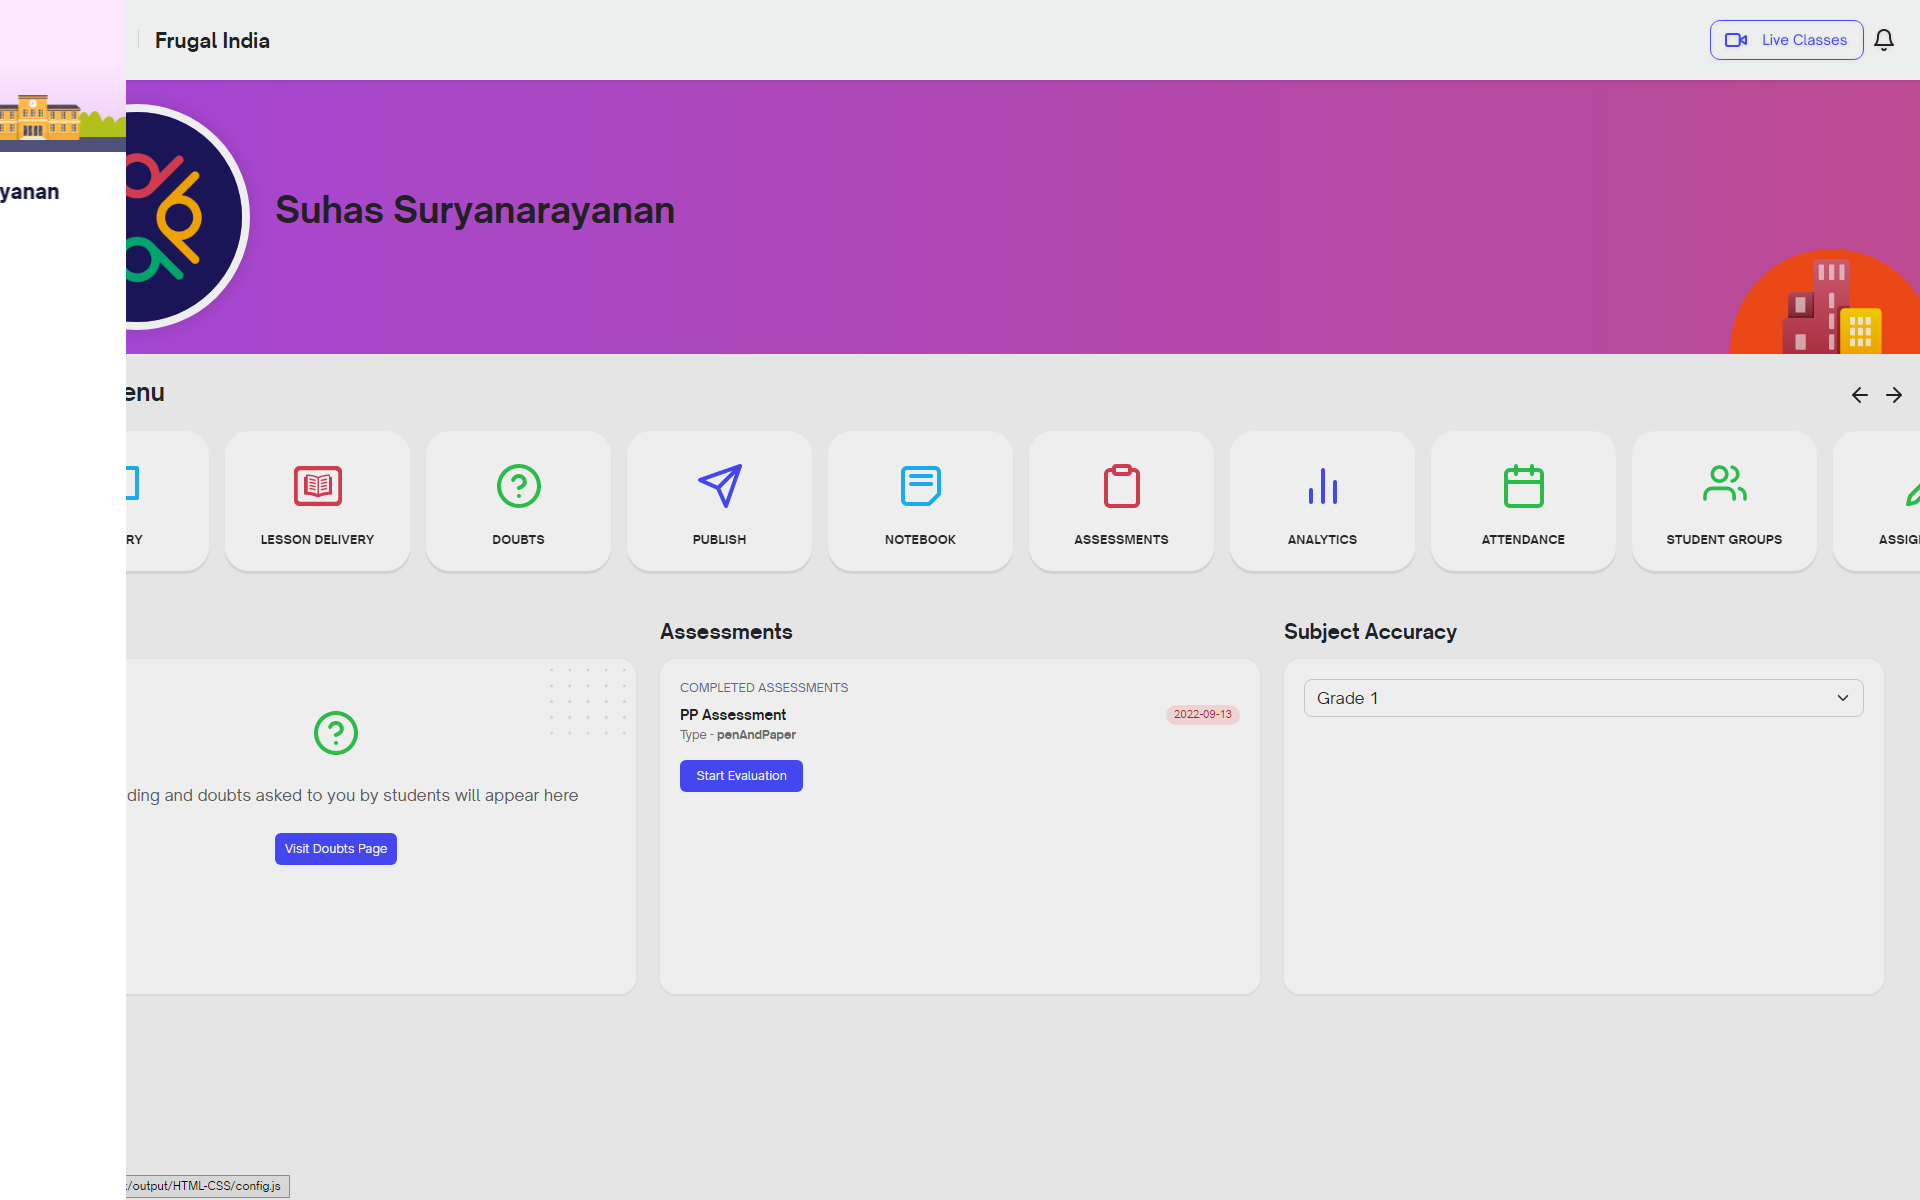 Frugal India
Live Classes
yanan
Suhas Suryanarayanan
enu
RY
LESSON DELIVERY
DOUBTS
PUBLISH
NOTEBOOK
ASSESSMENTS
ANALYTICS
ATTENDANCE
STUDENT GROUPS
ASSIG
Assessments
Subject Accuracy
COMPLETED ASSESSMENTS
PP Assessment
2022-09-13
Type - penAndPaper
Start Evaluation
Grade 1
ding and doubts asked to you by students will appear here
Visit Doubts Page
/output/HTML-CSS/config.js